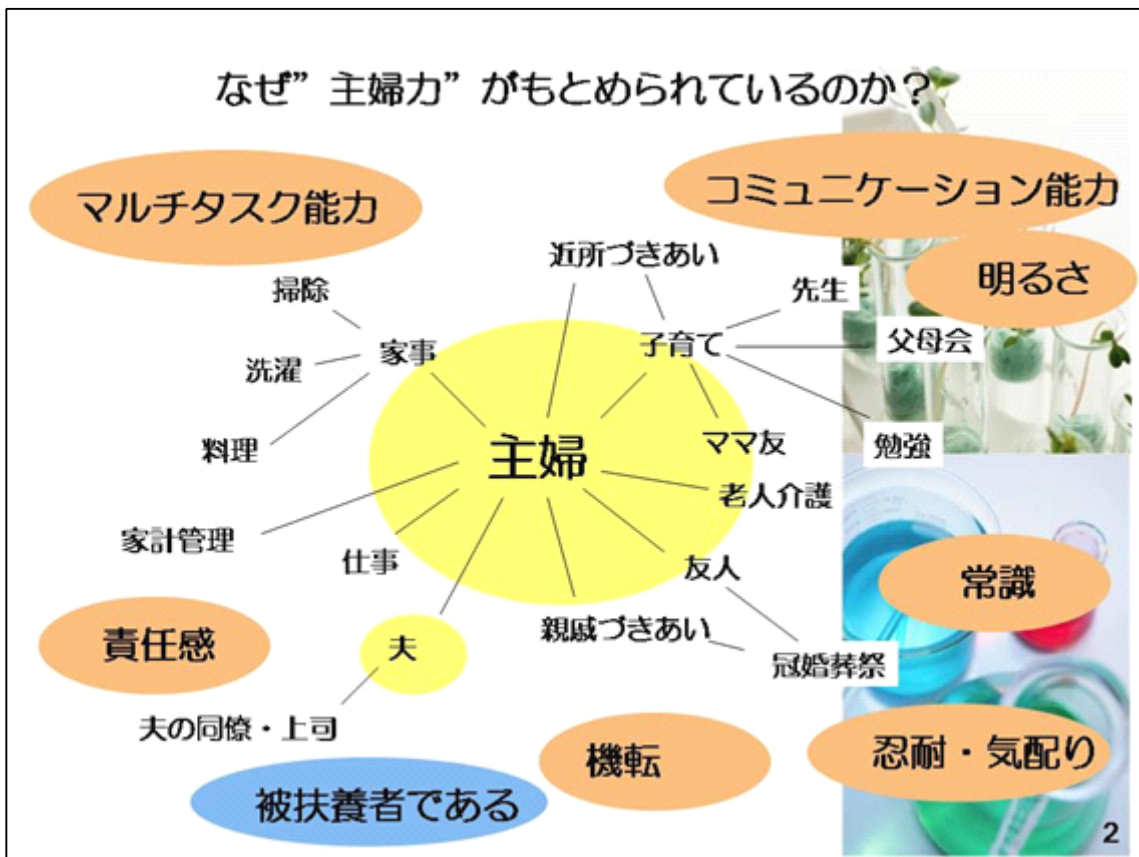 なぜ”主婦力”がもとめられているのか？
マルチタスク能力
コミュニケーション能力
明るさ
近所づきあい
掃除
先生
家事
子育て
父母会
洗濯
料理
主婦
ママ友
勉強
老人介護
家計管理
仕事
友人
常識
責任感
夫
親戚づきあい
冠婚葬祭
夫の同僚・上司
機転
忍耐・気配り
被扶養者である
2